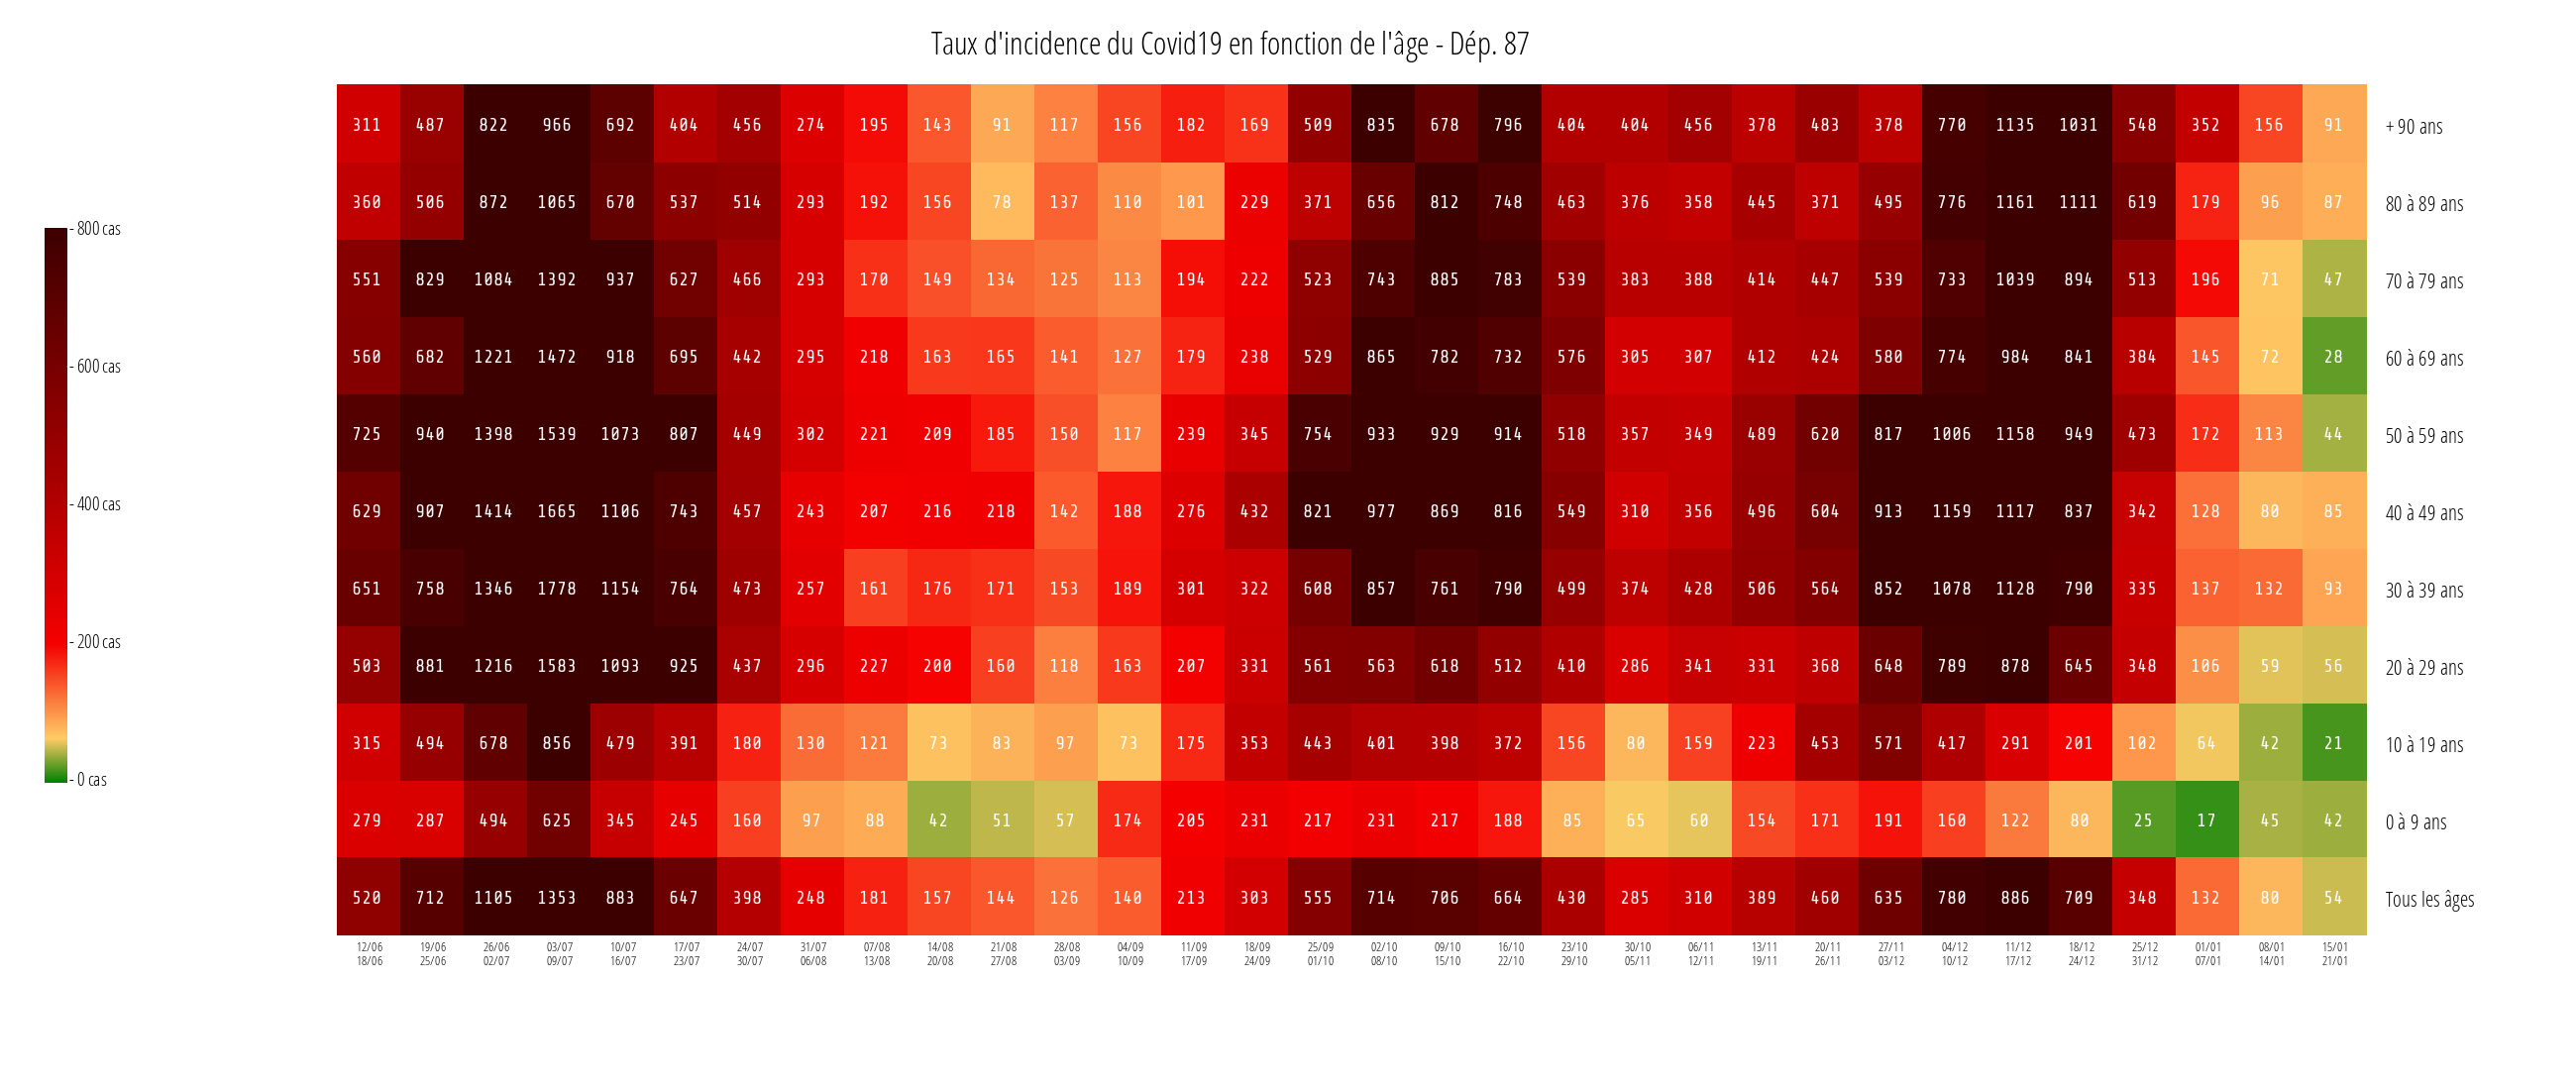 Taux d'incidence du Covid19 en fonction de l'âge - Dép. 87
- 800 cas
- 600 cas
- 400 cas
- 200 cas
- 0 cas
311 487 822 966 692 404 456 274 195 143 91 117 156 182 169 509 835 678 796 404 404 456 378 483 378 770 1135 1031 548 352 156 91 + 90 ans
360 506 872 1065 670 537 514 293 192 156 78 137 110 101 229 371 656 812 748 463 376 358 445 371 495 776 1161 1111 619 179 96 87 80 à 89 ans
551 829 1084 1392 937 627 466 293 170 149 134 125 113 194 222 523 743 885 783 539 383 388 414 447 539 733 1039 894 513 196 71 47 70 à 79 ans
560 682 1221 1472 918 695 442 295 218 163 165 141 127 179 238 529 865 782 732 576 305 307 412 424 580 774 984 841 384 145 72 28 60 à 69 ans
725 940 1398 1539 1073 807 449 302 221 209 185 150 117 239 345 754 933 929 914 518 357 349 489 620 817 1006 1158 949 473 172 113 44 50 à 59 ans
629 907 1414 1665 1106 743 457 243 207 216 218 142 188 276 432 821 977 869 816 549 310 356 496 604 913 1159 1117 837 342 128 80 85 40 à 49 ans
651 758 1346 1778 1154 764 473 257 161 176 171 153 189 301 322 608 857 761 790 499 374 428 506 564 852 1078 1128 790 335 137 132 93 30 à 39 ans
503 881 1216 1583 1093 925 437 296 227 200 160 118 163 207 331 561 563 618 512 410 286 341 331 368 648 789 878 645 348 106 59 56 20 à 29 ans
315 494 678 856 479 391 180 130 121 73 83 97 73 175 353 443 401 398 372 156 80 159 223 453 571 417 291 201 102 64 42 21 10 à 19 ans
279 287 494 625 345 245 160 97 88 42 51 57 174 205 231 217 231 217 188 85 65 60 154 171 191 160 122 80 25 17 45 42 0 à 9 ans
520 712 1105 1353 883 647 398 248 181 157 144 126 140 213 303 555 714 706 664 430 285 310 389 460 635 780 886 709 348 132 80 54 Tous les âges
12/06 19/06 26/06 03/07 10/07 17/07 24/07 31/07 07/08 14/08 21/08 28/08 04/09 11/09 18/09 25/09 02/10 09/10 16/10 23/10 30/10 06/11 13/11 20/11 27/11 04/12 11/12 18/12 25/12 01/01 08/01 15/01
18/06 25/06 02/07 09/07 16/07 23/07 30/07 06/08 13/08 20/08 27/08 03/09 10/09 17/09 24/09 01/10 08/10 15/10 22/10 29/10 05/11 12/11 19/11 26/11 03/12 10/12 17/12 24/12 31/12 07/01 14/01 21/01